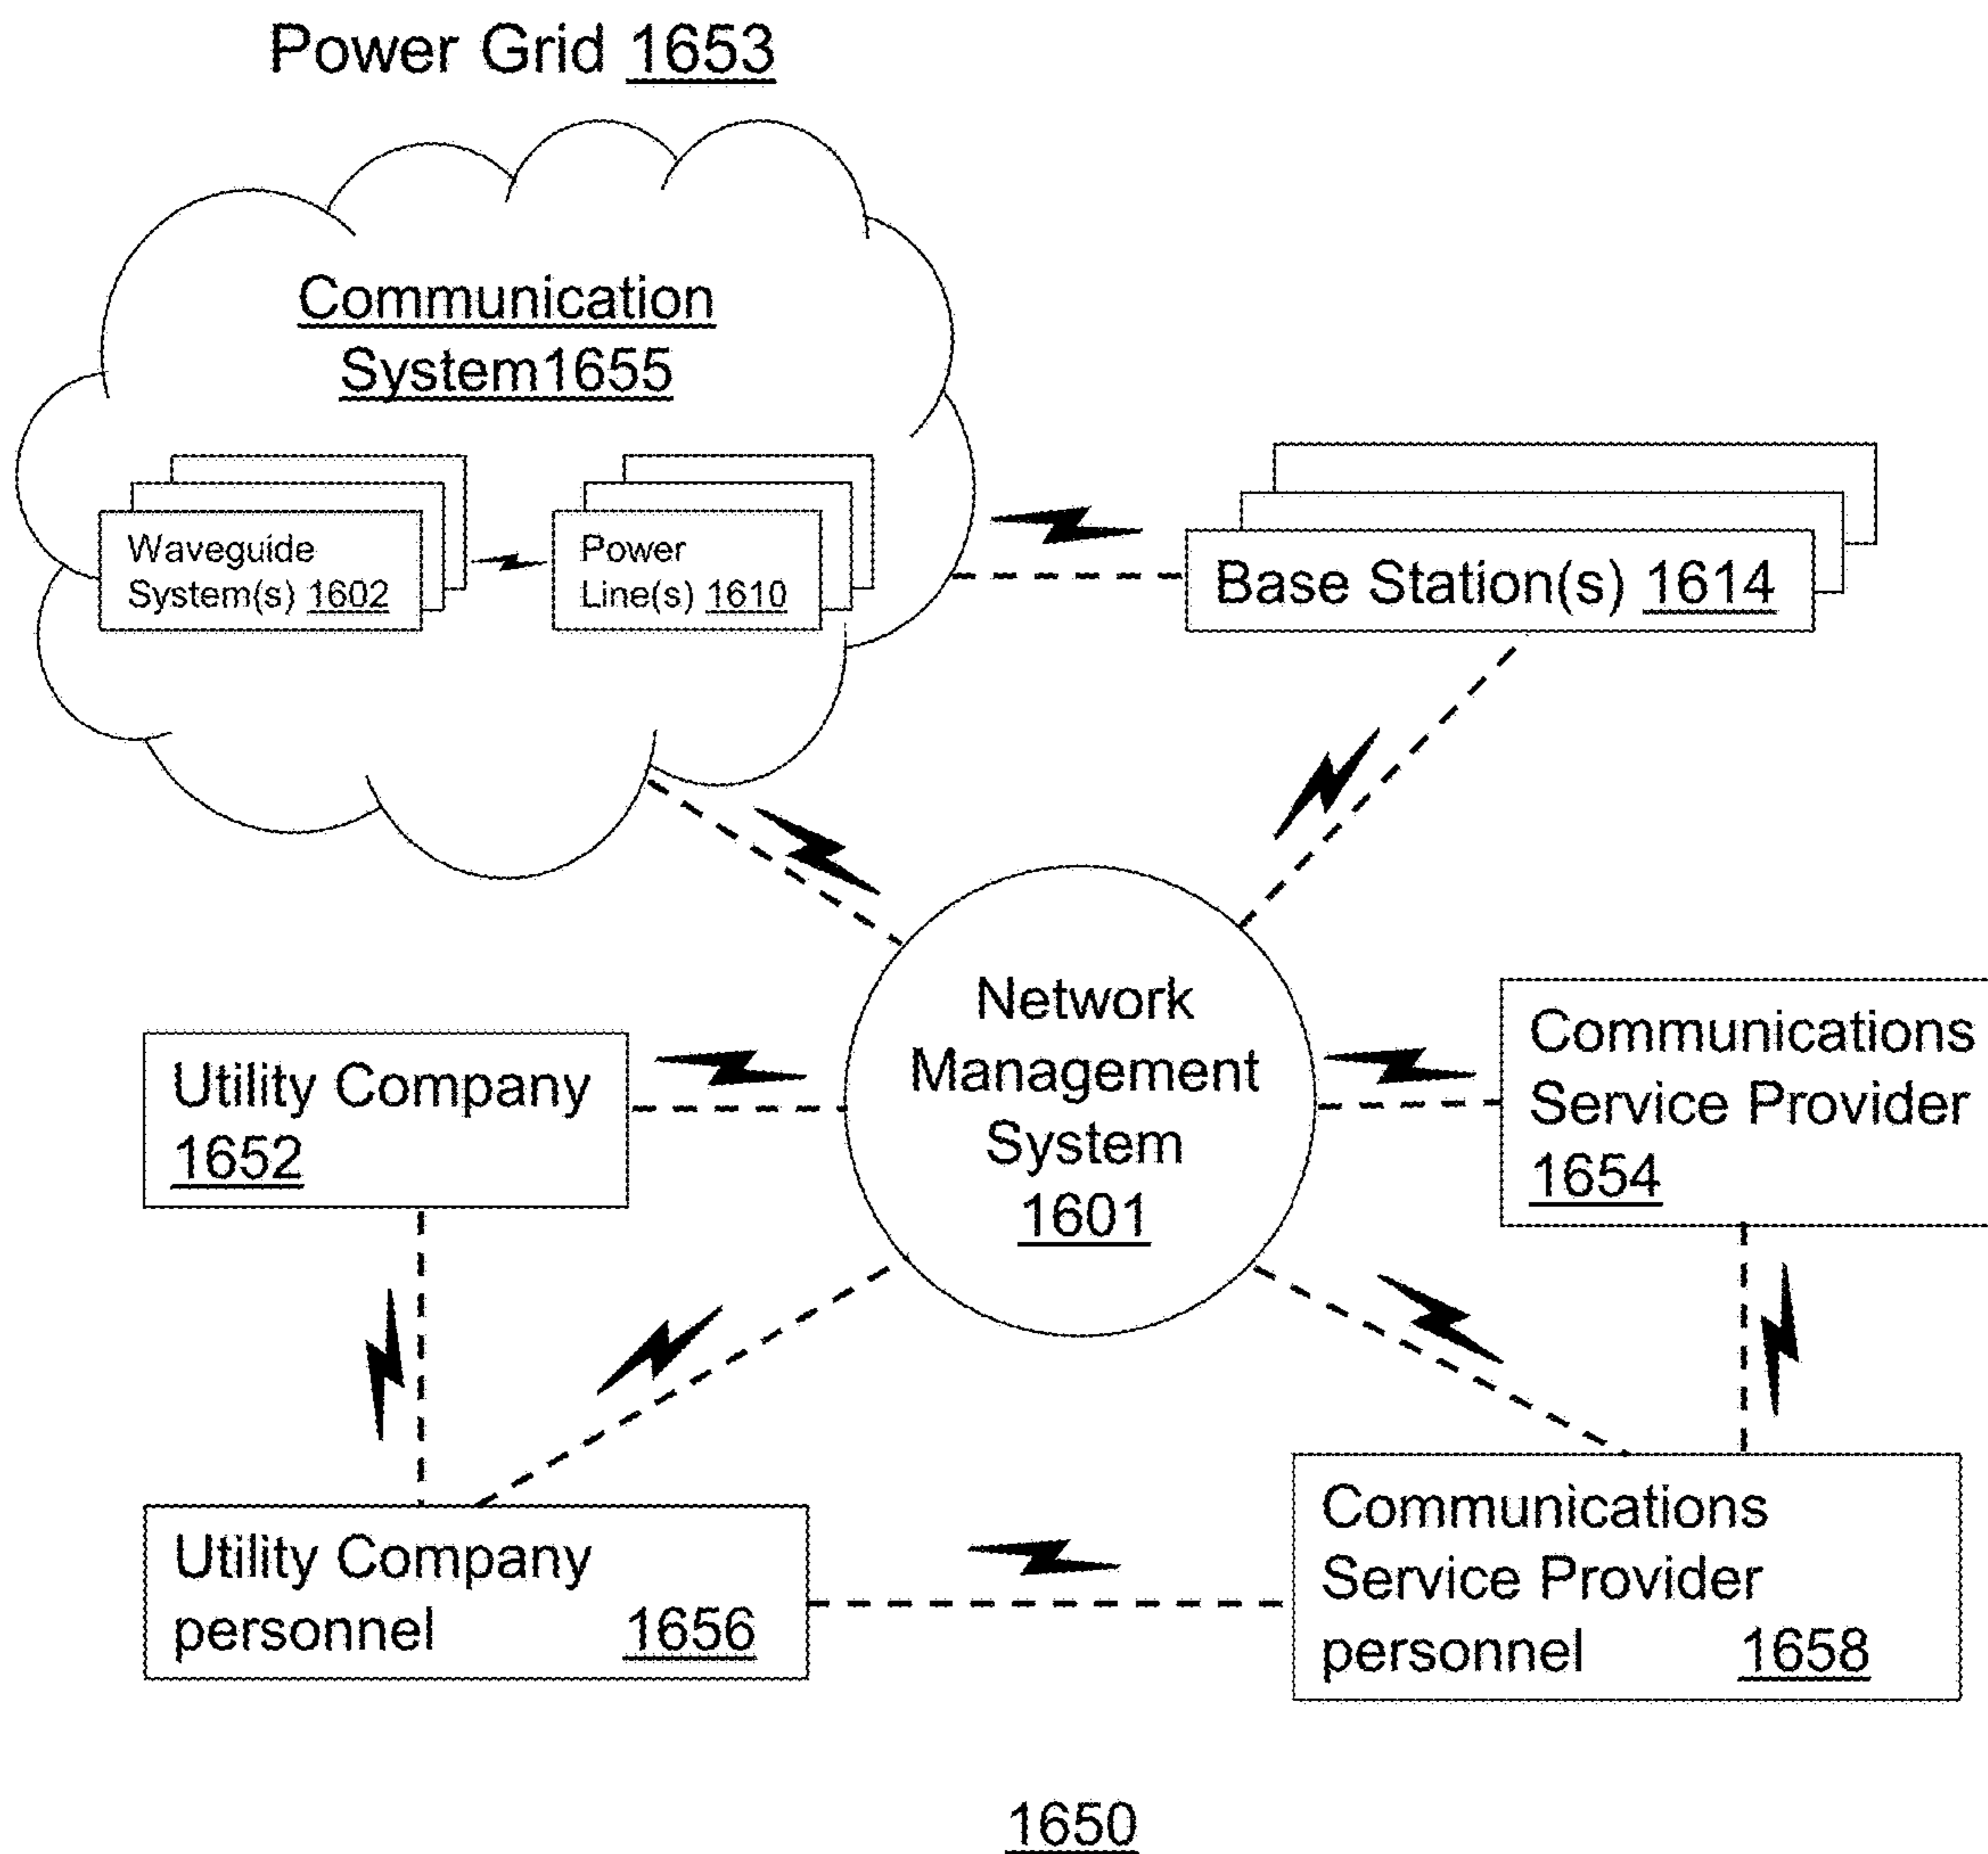 Power Grid 1653
Communication
System1655
Waveguide
System(s) 1602
Power
Line(s) 1610
Base Station(s) 1614
Network
Management
System
1601
Utility Company
1652
Communications
Service Provider
1654
Utility Company
personnel 1656
Communications
Service Provider
personnel 1658
1650